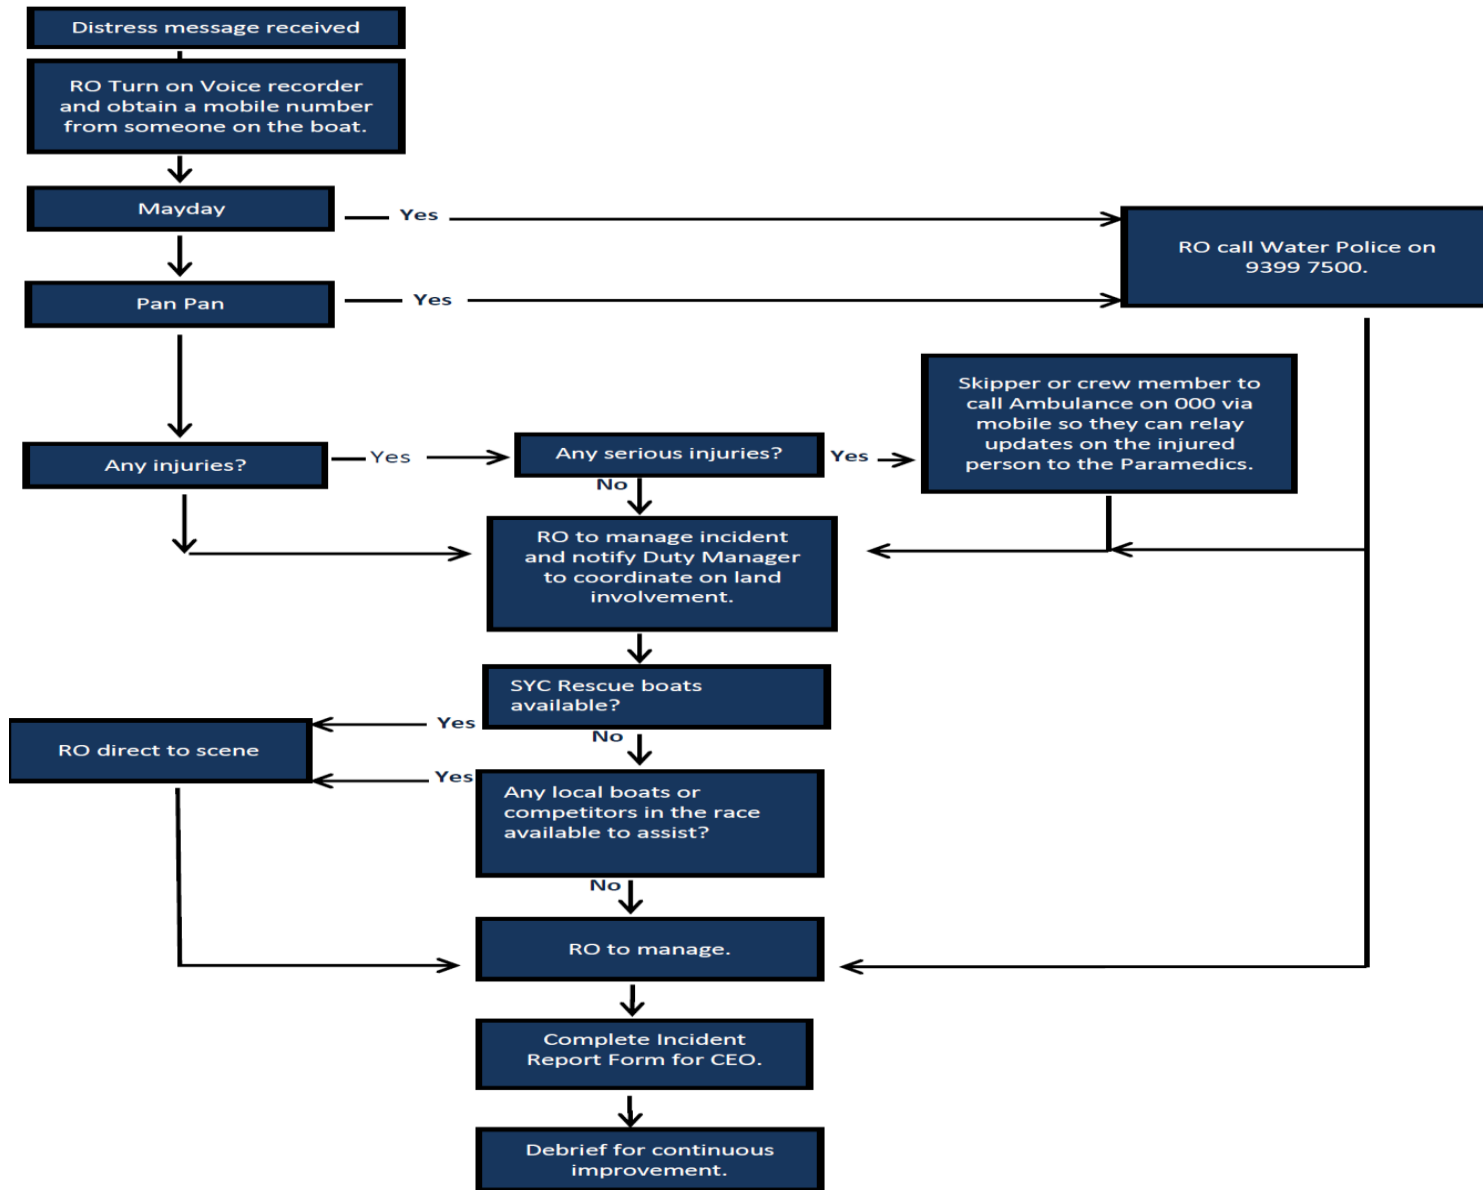 Distress message received
RO Turn on Voice recorder
and obtain a mobile number
from someone on the boat.
Mayday
Yes
RO call Water Police on
9399 7500.
Pan Pan
Yes
Skipper or crew member to
call Ambulance on 000 via
mobile so they can relay
updates on the injured
person to the Paramedics.
Any injuries?
Yes
Any serious injuries?
Yes
No
RO to manage incident
and notify Duty Manager
to coordinate on land
involvement.
SYC Rescue boats
available?
Yes
No
RO direct to scene
Yes
Any local boats or
competitors in the race
available to assist?
No
RO to manage.
Complete Incident
Report Form for CEO.
Debrief for continuous
improvement.